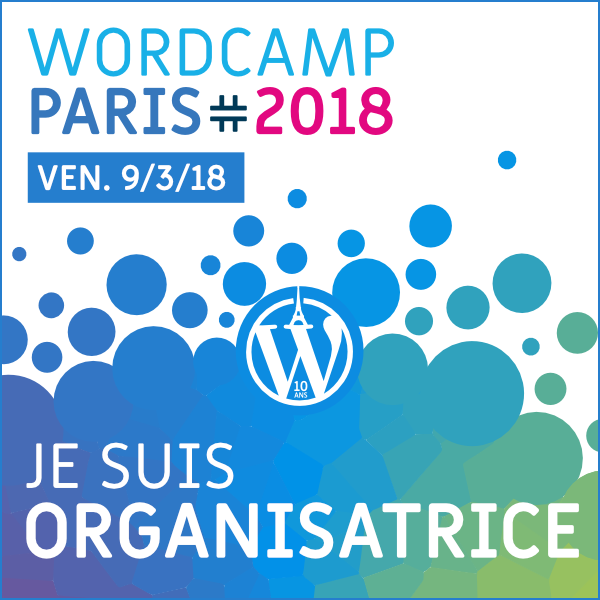 WORDCAMP
PARIS#2018
VEN. 9/3/18
W
10
ANS
JE SUIS
ORGANISATRICE